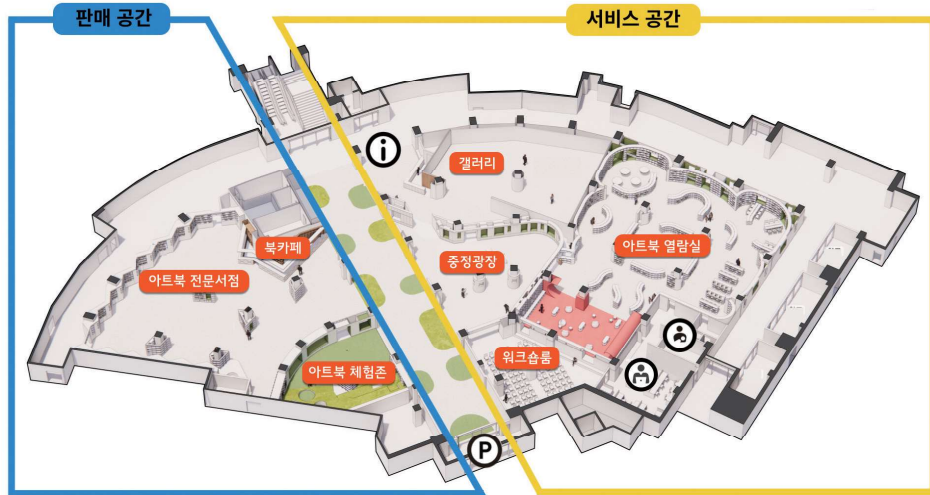 판매 공간
서비스 공간
i
갤러리
북카페
아트북 열람실
중정광장
아트북 전문서점
워크숍룸
아트북 체험존
P